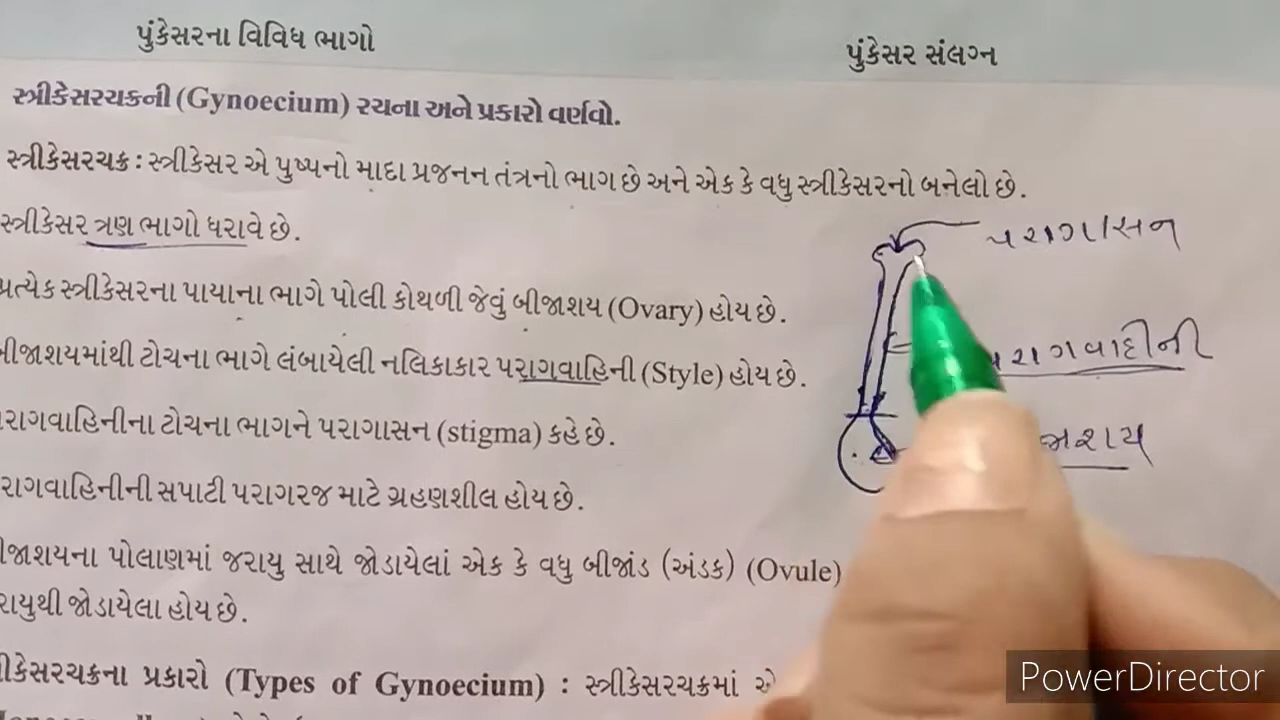 પુંકેસરના વિવિધ ભાગો
પુંકેસર સંલગ્ન
સ્ત્રીકેસરચક્રની (Gynoecium) રચના અને પ્રકારો વર્ણવો.
સ્ત્રીકેસરચક્ર : સ્ત્રીકેસર એ પુષ્પનો માદા પ્રજનન તંત્રનો ભાગ છે અને એક કે વધુ સ્ત્રીકેસરનો બનેલો છે.
સ્ત્રીકેસર ત્રણ ભાગો ધરાવે છે.
પરાગાસન
પ્રત્યેક સ્ત્રીકેસરના પાયાના ભાગે પોલી કોથળી જેવું બીજાશય (Ovary) હોય છે.
બીજાશયમાંથી ટોચના ભાગે લંબાયેલી નલિકાકાર પરાગવાહિની (Style) હોય છે.
પરાગવાહીની
પરાગવાહિનીના ટોચના ભાગને પરાગાસન (stigma) કહે છે.
જાશય
પરાગવાહિનીની સપાટી પરાગરજ માટે ગ્રહણશીલ હોય છે.
બીજાશયના પોલાણમાં જરાયુ સાથે જોડાયેલાં એક કે વધુ બીજાંડ (અંડક) (Ovule)
રાયુથી જોડાયેલા હોય છે.
ત્રીકેસરચક્રના પ્રકારો (Types of Gynoecium) : સ્ત્રીકેસરચક્રમાં
PowerDirector